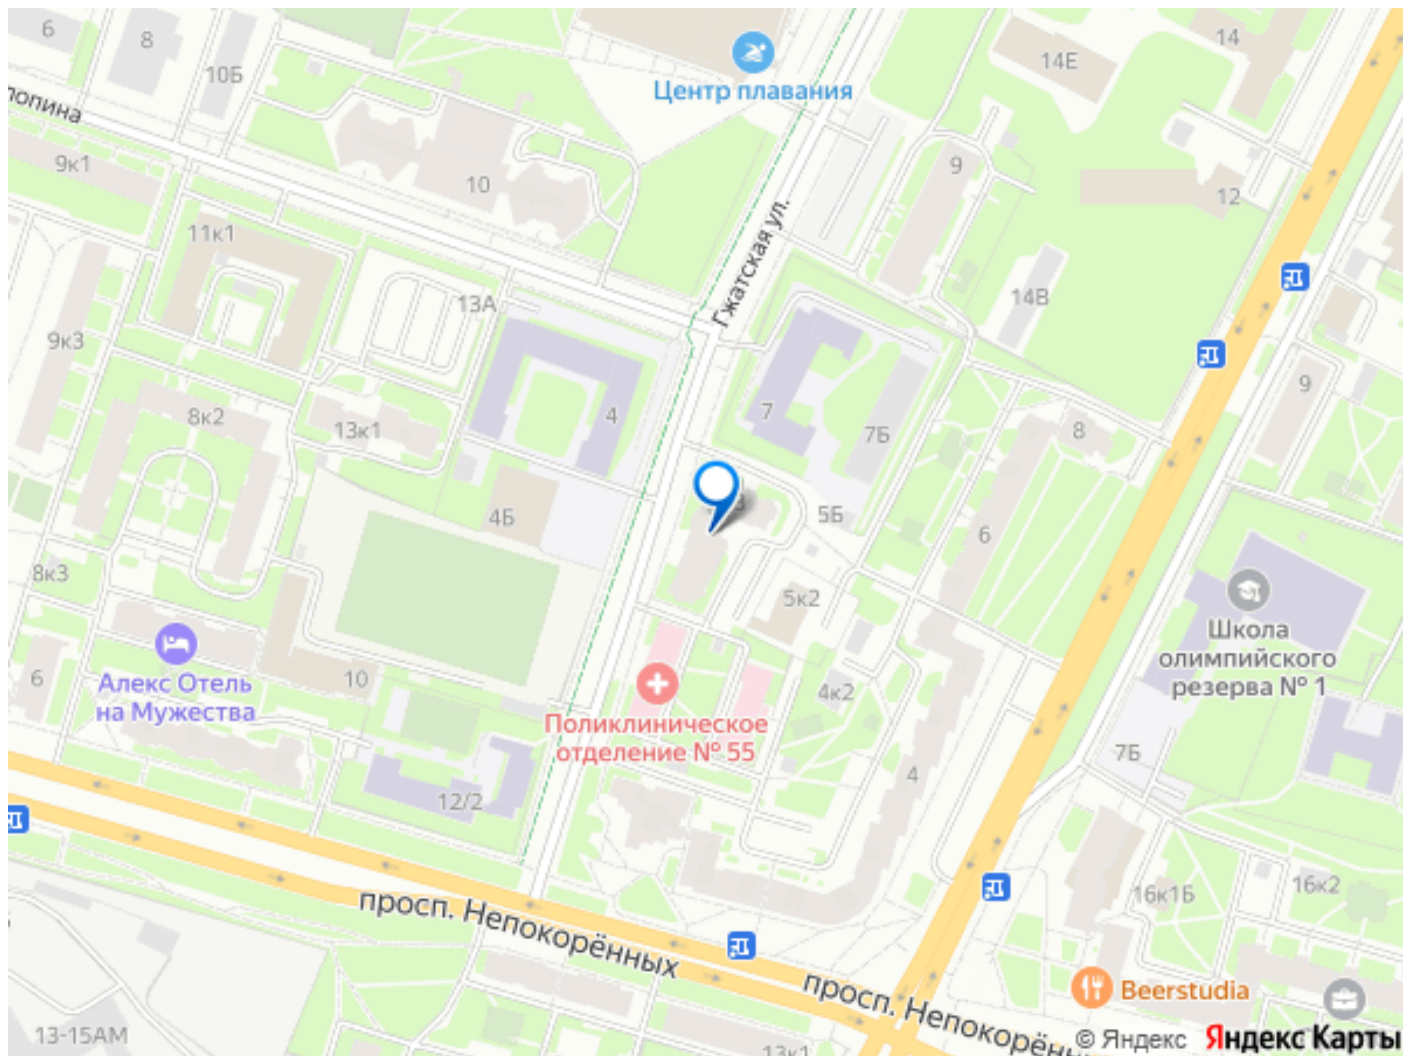 6
8
10Б
14
14Е
Центр плавания
9к1
10
9
12
11к1
Гжатская ул.
13А
14В
9к3
8к2
13к1
4
7
7Б
8
9
4Б
5Б
6
8к3
5к2
Школа
олимпийского
резерва № 1
6
Алекс Отель
на Мужества
10
4к2
Поликлиническое
отделение № 55
7Б
4
12/2
16к1Б
16к2
просп. Непокорённых
Beerstudia
13-15АМ
13к1
© Яндекс
Яндекс Карты